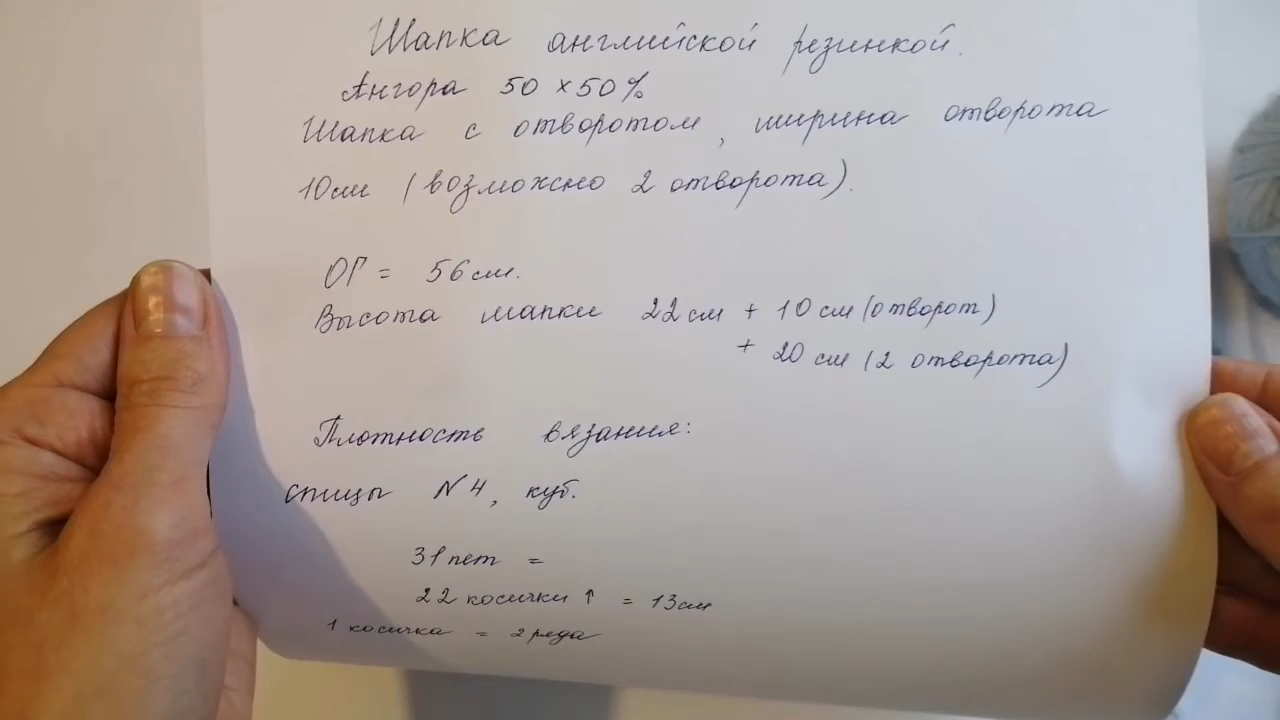 Шапка английской резинкой.
Ангора 50 × 50%
Шапка с отворотом, ширина отворота
10см (возможно 2 отворота).
ОГ = 56см.
Высота шапки 22см + 10 см (отворот)
+ 20 см (2 отворота)
Плотность вязания:
спицы №4, куб.
31 пет =
22 косички ↑ = 13см
1 косичка = 2 ряда